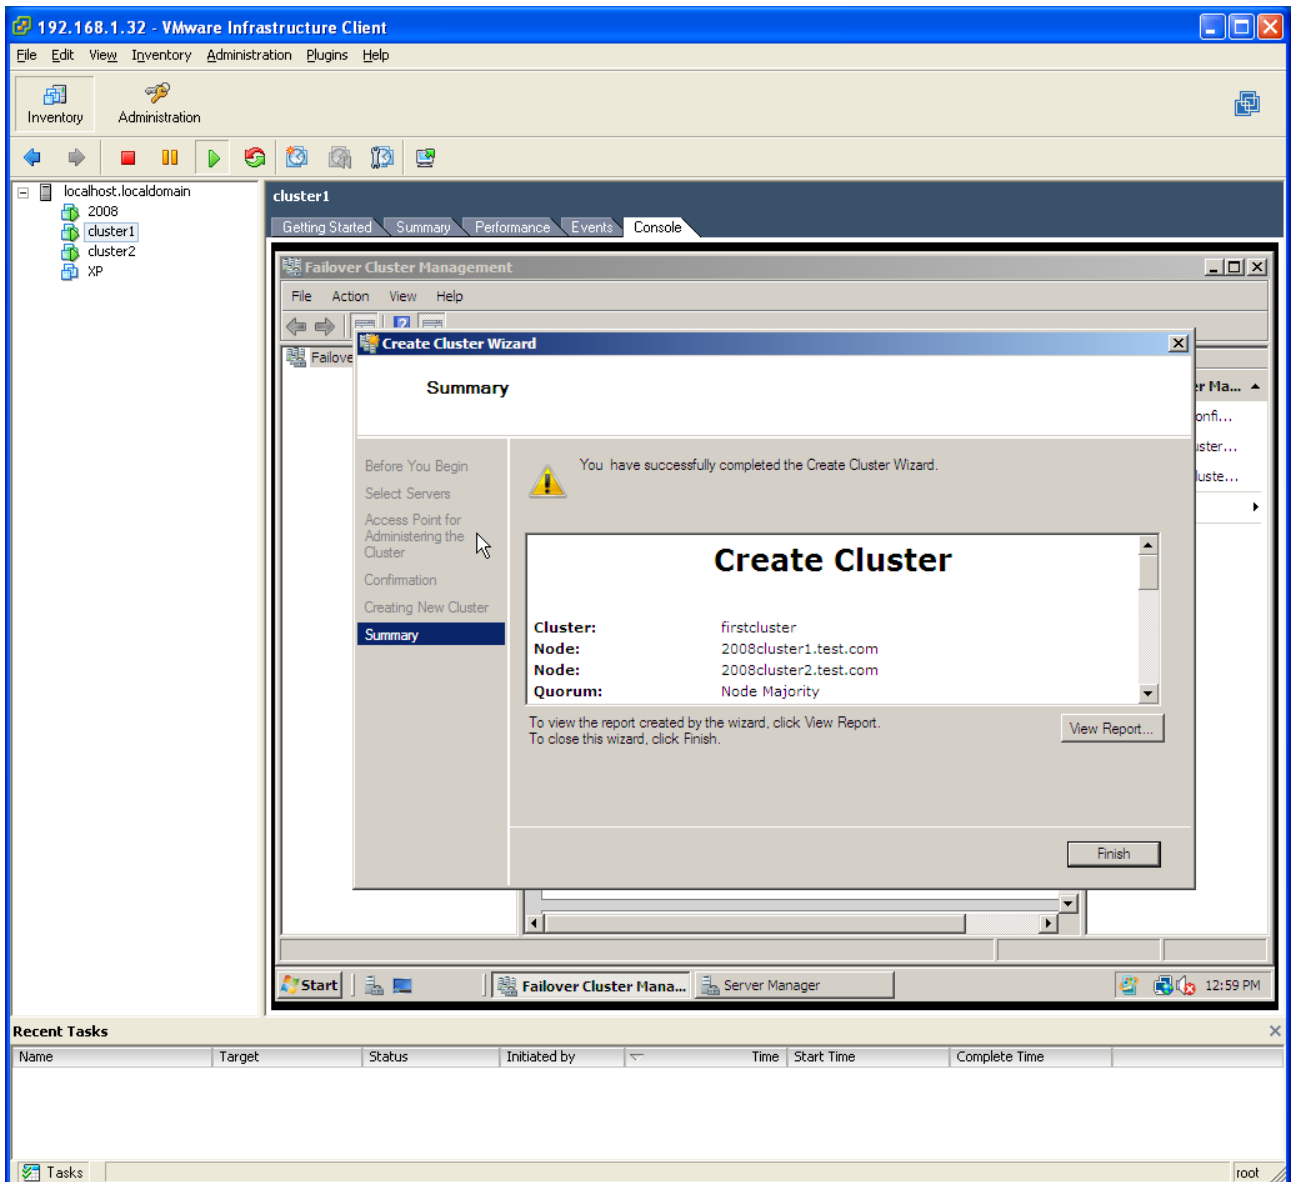 192.168.1.32 - VMware Infrastructure Client
File Edit View Inventory Administration Plugins Help
Inventory Administration
localhost.localdomain
2008
cluster1
cluster2
XP
cluster1
Getting Started Summary Performance Events Console
Failover Cluster Management
File Action View Help
Failove
Create Cluster Wizard
Summary
er Ma...
onfi...
uster...
luste...
Before You Begin
Select Servers
Access Point for
Administering the
Cluster
Confirmation
Creating New Cluster
Summary
You have successfully completed the Create Cluster Wizard.
Create Cluster
Cluster: firstcluster
Node: 2008cluster1.test.com
Node: 2008cluster2.test.com
Quorum: Node Majority
To view the report created by the wizard, click View Report.
To close this wizard, click Finish.
View Report...
Finish
Start Failover Cluster Mana... Server Manager 12:59 PM
Recent Tasks
Name Target Status Initiated by Time Start Time Complete Time
Tasks root